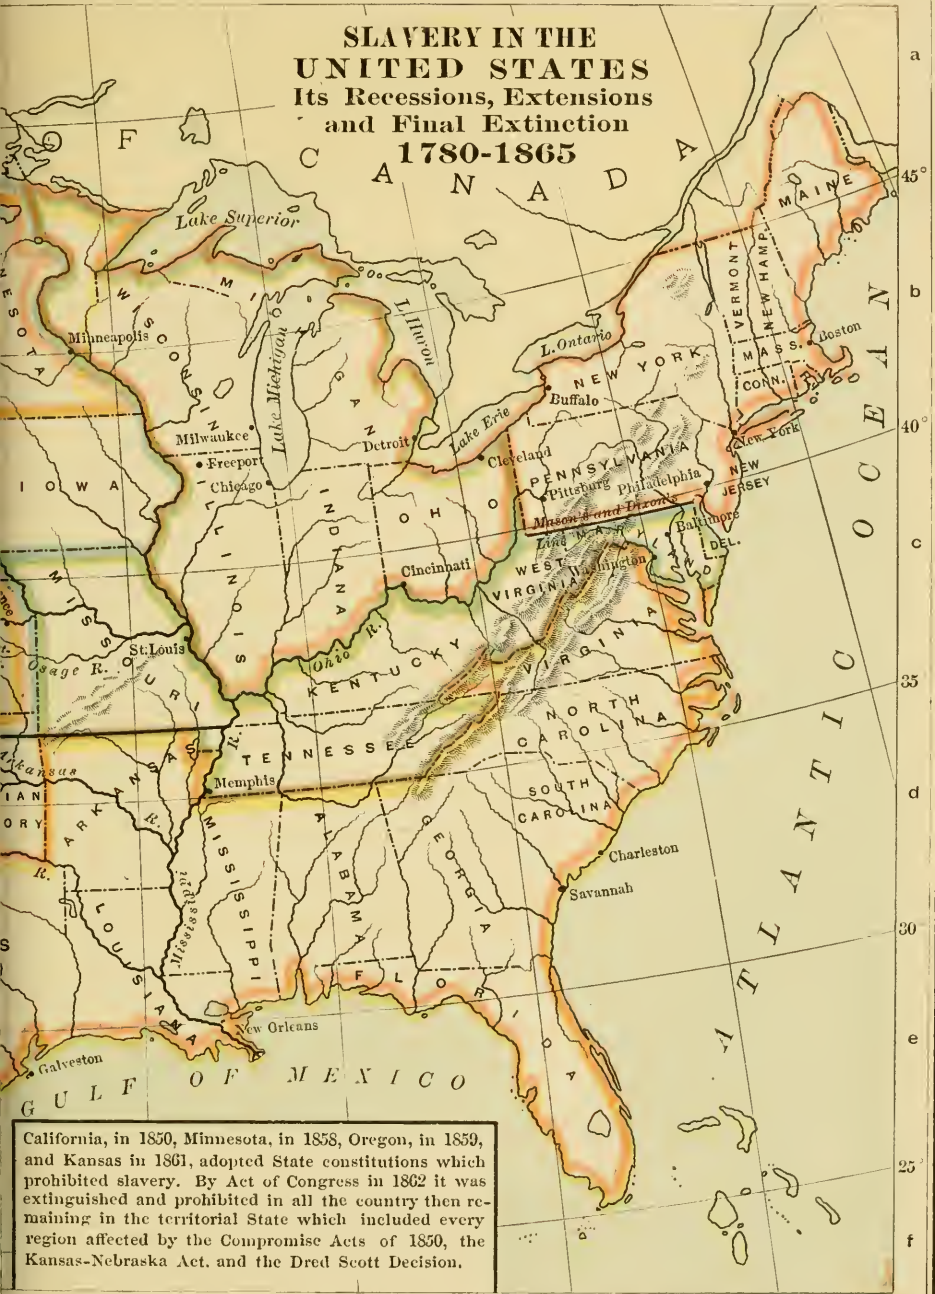 SLAVERY IN THE
UNITED STATES
Its Recessions, Extensions
and Final Extinction
1780-1865
OF
CANADA
a
45°
b
40°
c
35
d
30
e
25
f
Lake Superior
MAINE
VERMONT
NEW HAMP.
MASS.
Boston
CONN.
R.I.
NESOTA
Minneapolis
WISCONSIN
MICHIGAN
Lake Michigan
L. Huron
L. Ontario
NEW YORK
Buffalo
Lake Erie
Milwaukee
Detroit
Cleveland
New York
Freeport
Chicago
PENNSYLVANIA
Pittsburg
Philadelphia
NEW
JERSEY
IOWA
ILLINOIS
INDIANA
OHIO
Mason's and Dixon's
Line
MARYLAND
Baltimore
DEL.
Cincinnati
WEST
VIRGINIA
Washington
VIRGINIA
MISSOURI
St. Louis
Osage R.
Ohio R.
KENTUCKY
NORTH
CAROLINA
TENNESSEE
R.
Memphis
Arkansas
R.
IAN
ORY
ARKANSAS
SOUTH
CAROLINA
Charleston
Savannah
R.
MISSISSIPPI
ALABAMA
GEORGIA
Mississippi
LOUISIANA
S
FLORIDA
New Orleans
Galveston
GULF OF MEXICO
ATLANTIC OCEAN
California, in 1850, Minnesota, in 1858, Oregon, in 1859,
and Kansas in 1861, adopted State constitutions which
prohibited slavery. By Act of Congress in 1862 it was
extinguished and prohibited in all the country then re-
maining in the territorial State which included every
region affected by the Compromise Acts of 1850, the
Kansas-Nebraska Act. and the Dred Scott Decision.